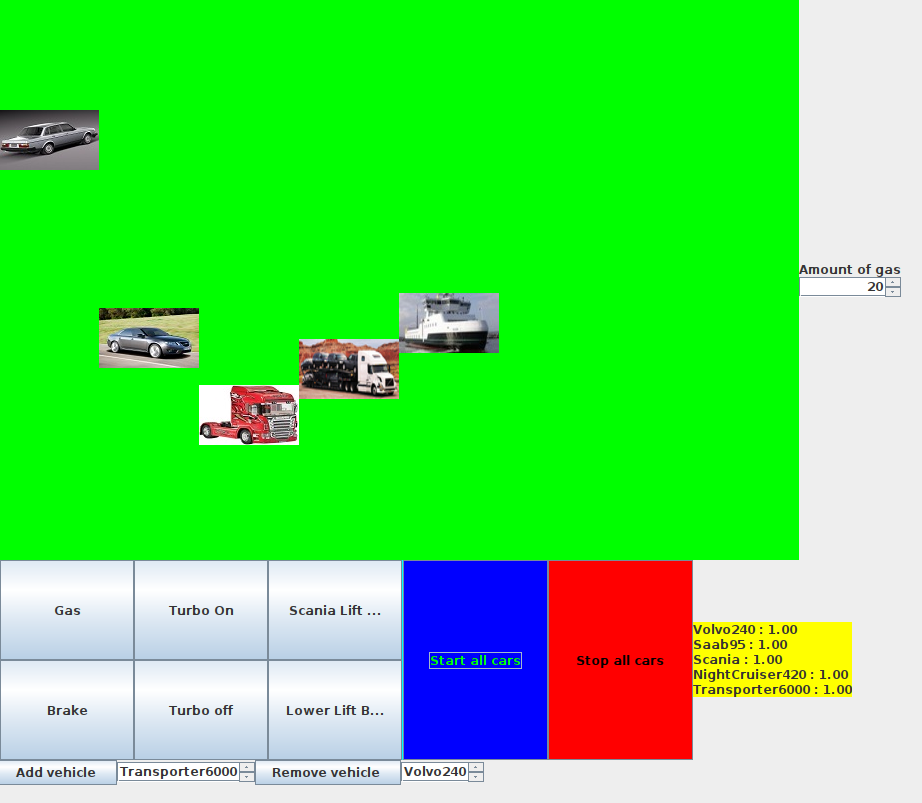 Amount of gas
20
Gas
Turbo On
Scania Lift ...
Start all cars
Stop all cars
Volvo240 : 1.00
Saab95 : 1.00
Scania : 1.00
NightCruiser420 : 1.00
Transporter6000 : 1.00
Brake
Turbo off
Lower Lift B...
Add vehicle
Transporter6000
Remove vehicle
Volvo240